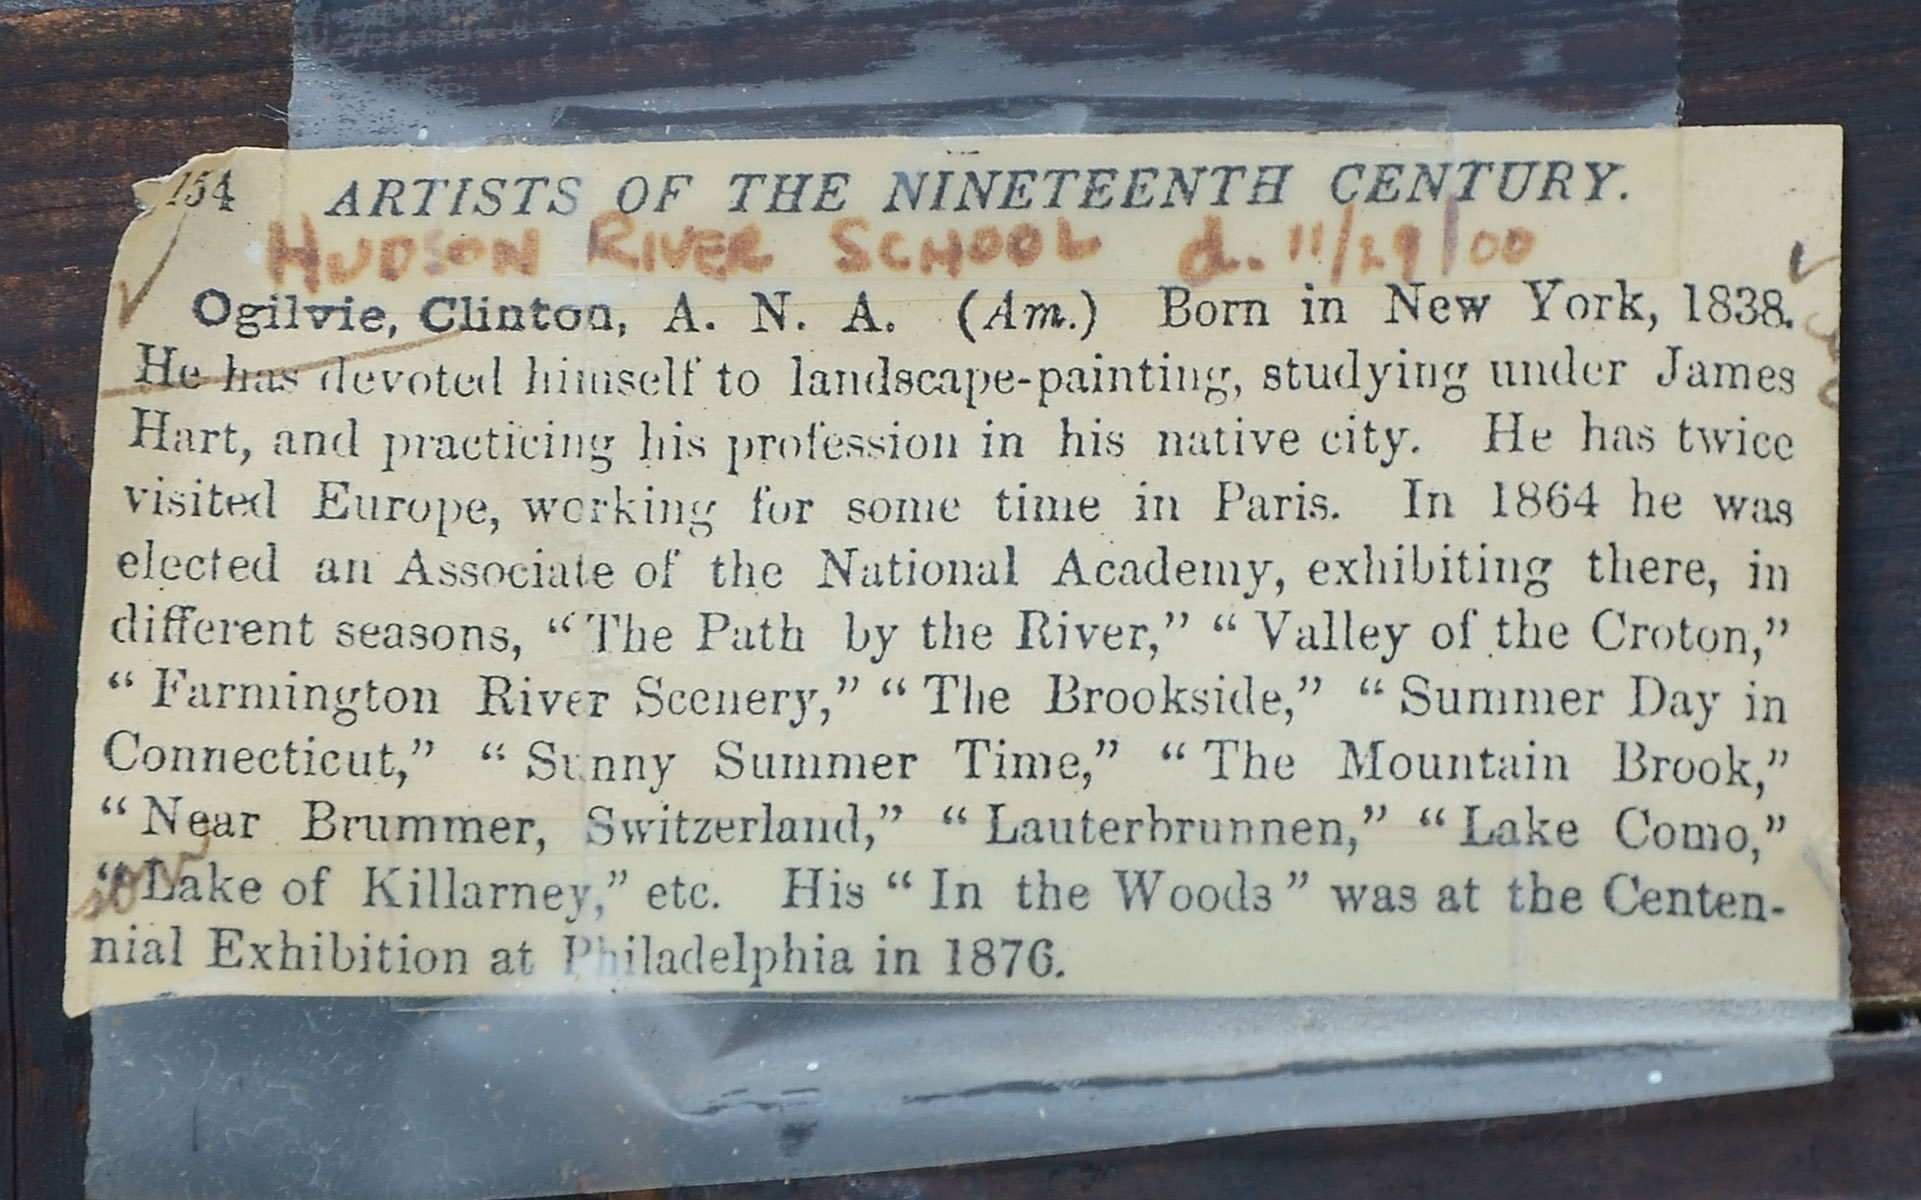 154 ARTISTS OF THE NINETEENTH CENTURY.
HUDSON RIVER SCHOOL d. 11/29/00
Ogilvie, Clinton, A. N. A. (Am.) Born in New York, 1838.
He has devoted himself to landscape-painting, studying under James
Hart, and practicing his profession in his native city. He has twice
visited Europe, working for some time in Paris. In 1864 he was
elected an Associate of the National Academy, exhibiting there, in
different seasons, “The Path by the River,” “Valley of the Croton,”
“Farmington River Scenery,” “The Brookside,” “Summer Day in
Connecticut,” “Sunny Summer Time,” “The Mountain Brook,”
“Near Brummer, Switzerland,” “Lauterbrunnen,” “Lake Como,”
“Lake of Killarney,” etc. His “In the Woods” was at the Centen-
nial Exhibition at Philadelphia in 1876.